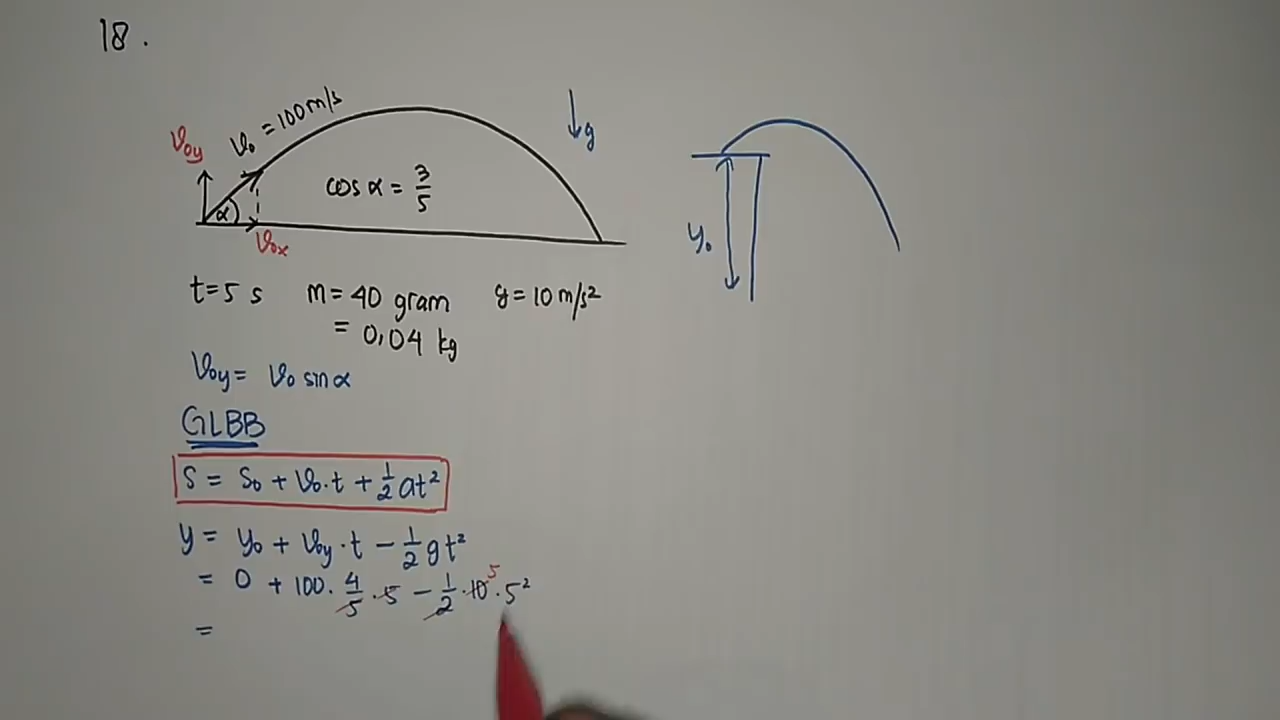 18.
v₀ = 100 m/s
v₀y
g
cos α = 3/5
α
v₀x
y₀
t = 5 s m = 40 gram g = 10 m/s²
= 0,04 kg
v₀y = v₀ sin α
GLBB
s = s₀ + v₀.t + 1/2 at²
y = y₀ + v₀y . t − 1/2 gt²
= 0 + 100. 4/5 . 5 − 1/2 . 10 5 . 5²
=